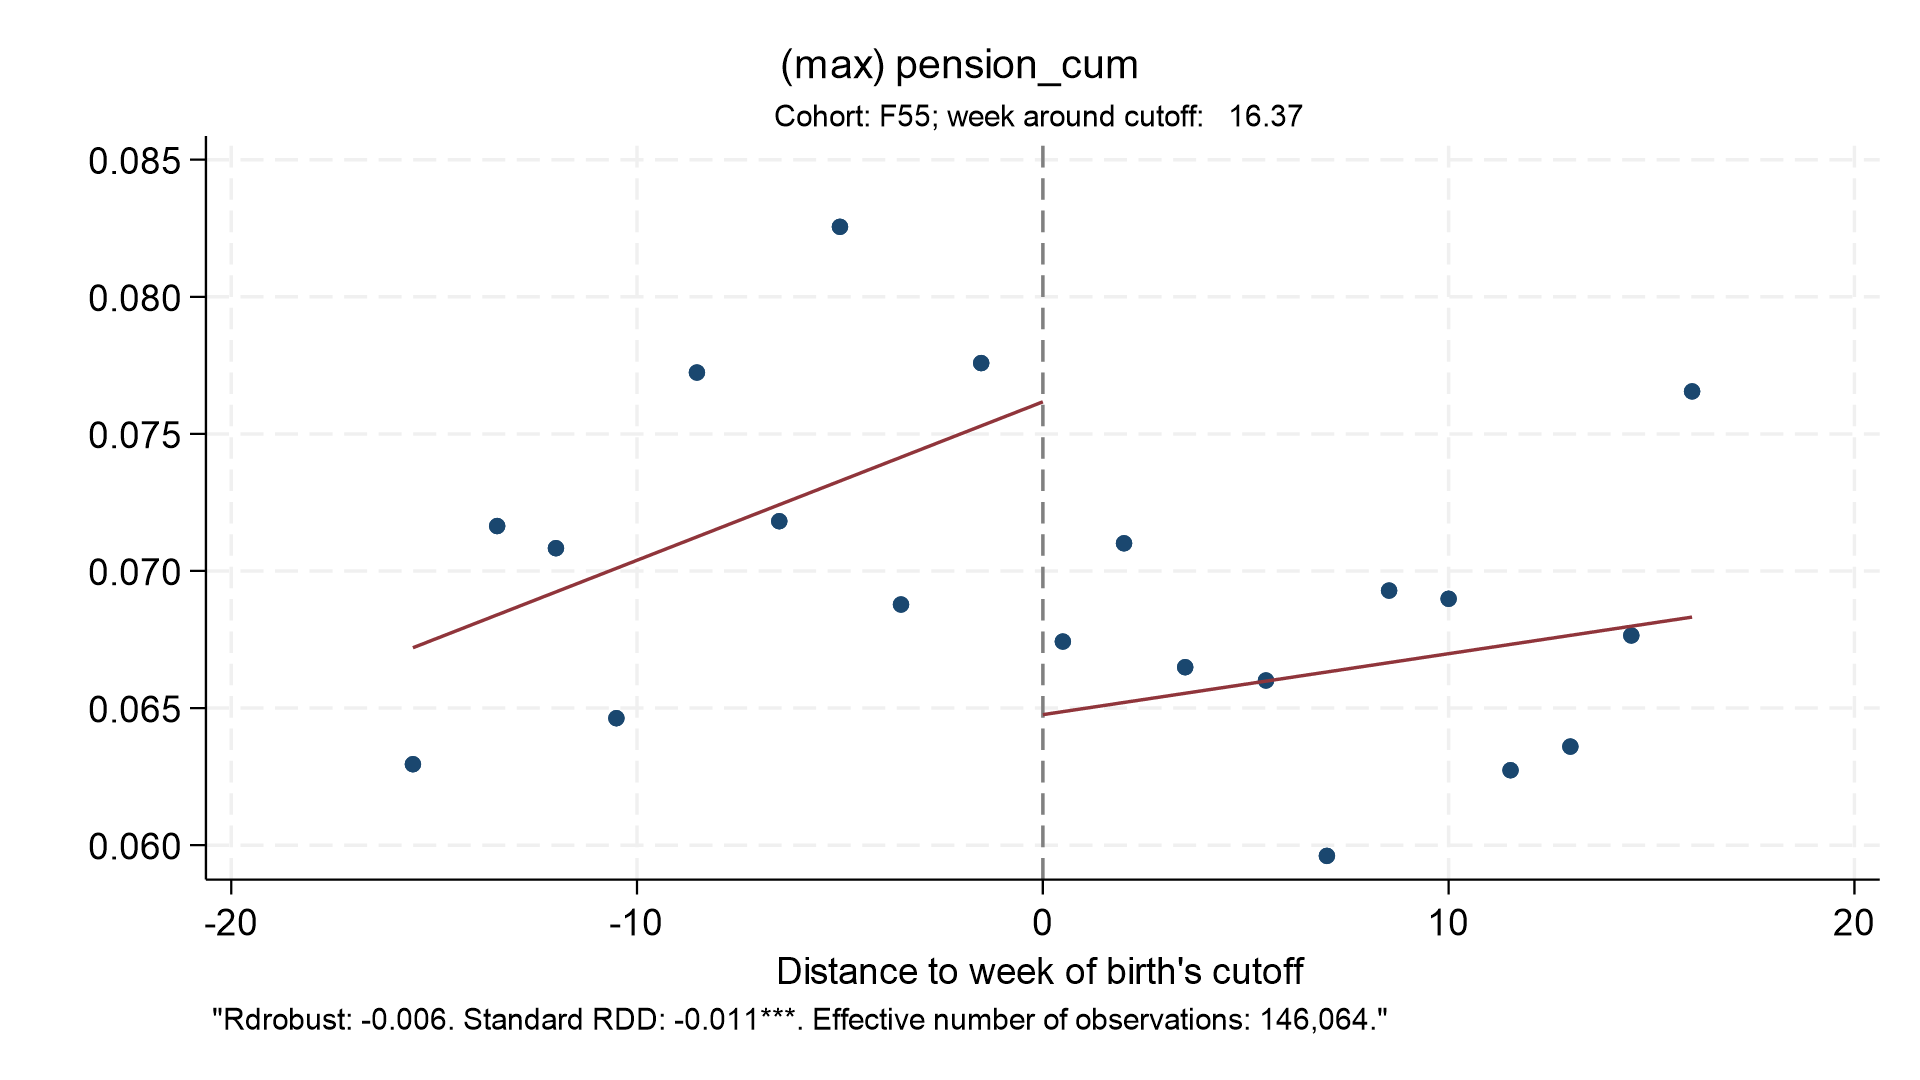 (max) pension_cum
Cohort: F55; week around cutoff:   16.37
0.085
0.080
0.075
0.070
0.065
0.060
-20 -10 0 10 20
Distance to week of birth's cutoff
"Rdrobust: -0.006. Standard RDD: -0.011***. Effective number of observations: 146,064."